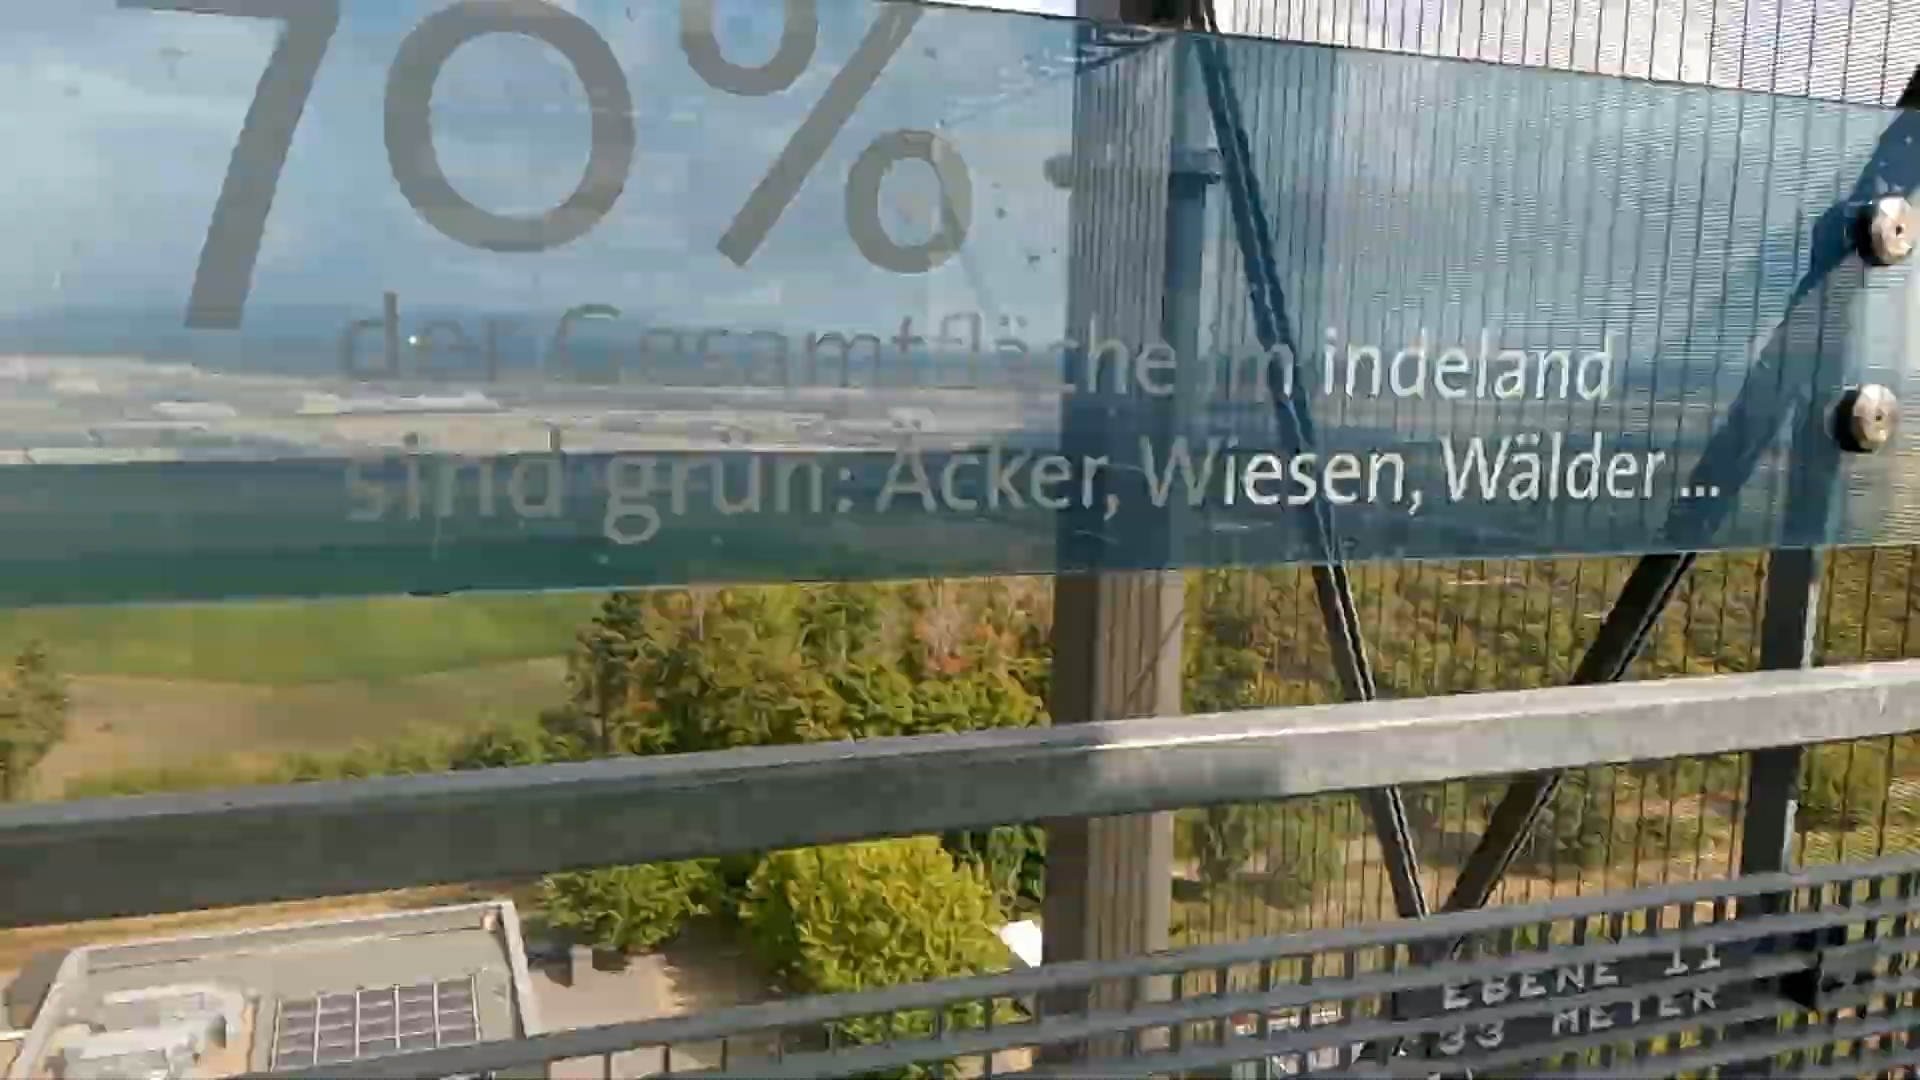 70%
der Gesamtfläche im indeland
sind grün: Äcker, Wiesen, Wälder ...
EBENE 11
33 METER